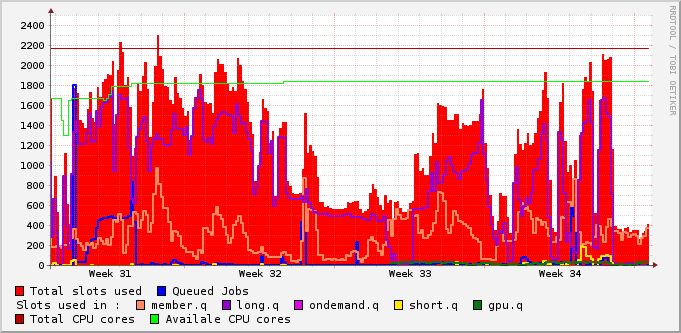 2400
2200
2000
1800
1600
1400
1200
1000
800
600
400
200
0
RRDTOOL / TOBI OETIKER
Week 31 Week 32 Week 33 Week 34
Total slots used Queued Jobs
Slots used in : member.q long.q ondemand.q short.q gpu.q
Total CPU cores Availale CPU cores